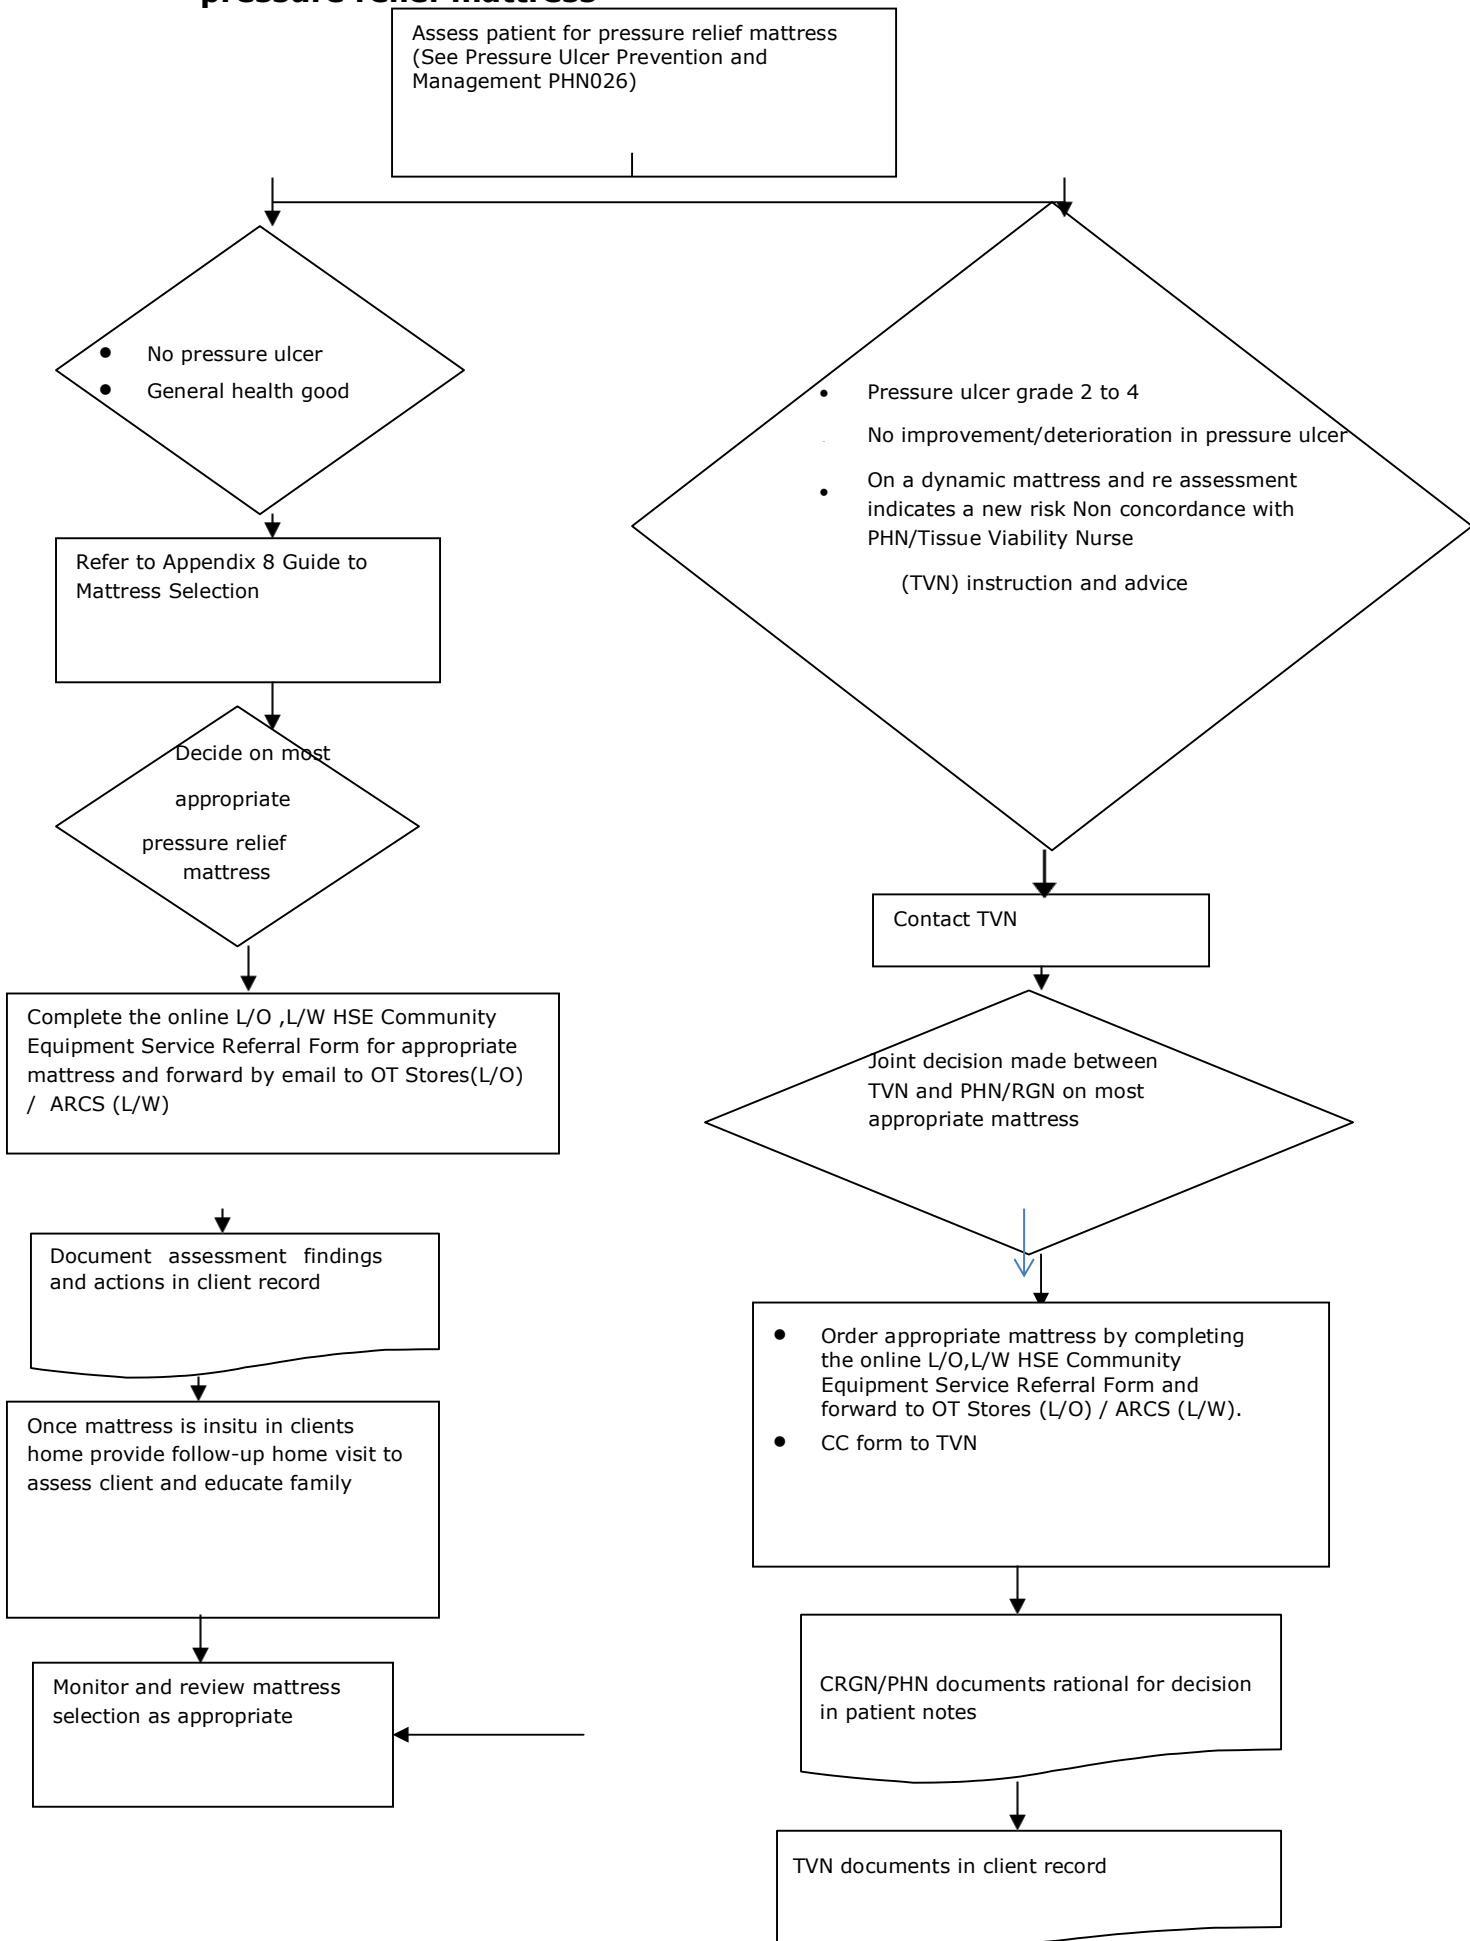 pressure relief mattress
Assess patient for pressure relief mattress
(See Pressure Ulcer Prevention and
Management PHN026)
• No pressure ulcer
• General health good
Refer to Appendix 8 Guide to
Mattress Selection
Decide on most
appropriate
pressure relief
mattress
Complete the online L/O ,L/W HSE Community
Equipment Service Referral Form for appropriate
mattress and forward by email to OT Stores(L/O)
/ ARCS (L/W)
Document assessment findings
and actions in client record
Once mattress is insitu in clients
home provide follow-up home visit to
assess client and educate family
Monitor and review mattress
selection as appropriate
• Pressure ulcer grade 2 to 4
No improvement/deterioration in pressure ulcer
• On a dynamic mattress and re assessment
indicates a new risk Non concordance with
PHN/Tissue Viability Nurse
(TVN) instruction and advice
Contact TVN
Joint decision made between
TVN and PHN/RGN on most
appropriate mattress
• Order appropriate mattress by completing
the online L/O,L/W HSE Community
Equipment Service Referral Form and
forward to OT Stores (L/O) / ARCS (L/W).
• CC form to TVN
CRGN/PHN documents rational for decision
in patient notes
TVN documents in client record